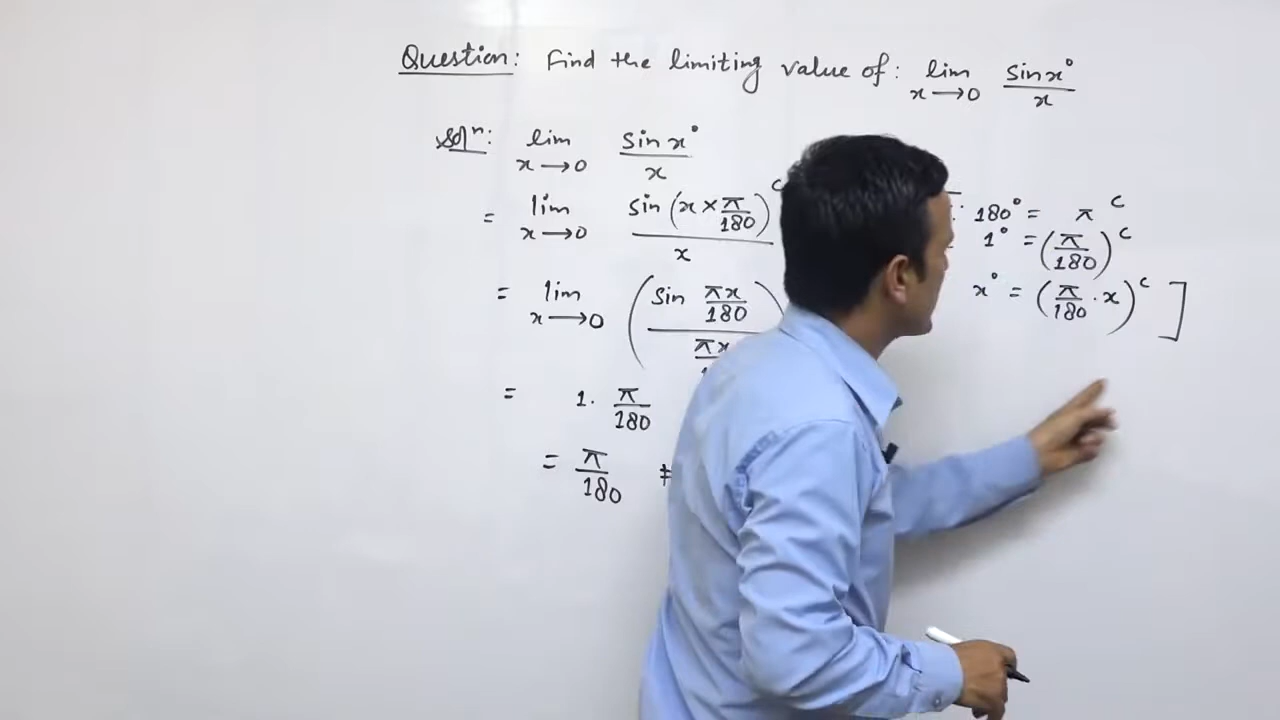 Question: Find the limiting value of: lim x→0 sin x° / x
Solⁿ: lim x→0 sin x° / x
= lim x→0 sin (x × π/180)ᶜ / x
180° = πᶜ
1° = (π/180)ᶜ
x° = (π/180 · x)ᶜ ]
= lim x→0 (sin πx/180 / πx
= 1. π/180
= π/180 ≠